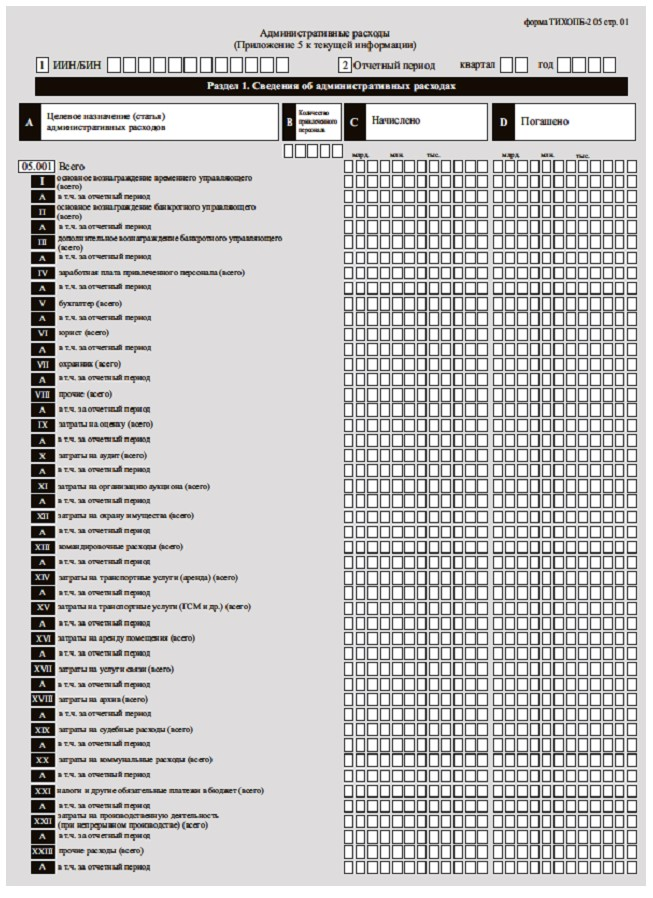 форма ТИХОПБ-2 05 стр. 01
Административные расходы
(Приложение 5 к текущей информации)
1 ИИН/БИН 2 Отчетный период квартал год
Раздел 1. Сведения об административных расходах
A Целевое назначение (статья) административных расходов B Количество привлеченного персонала C Начислено D Погашено
млрд. млн. тыс. млрд. млн. тыс.
05.001 Всего
I основное вознаграждение временного управляющего
(всего)
A в т.ч. за отчетный период
II основное вознаграждение банкротного управляющего
(всего)
A в т.ч. за отчетный период
III дополнительное вознаграждение банкротного управляющего
(всего)
A в т.ч. за отчетный период
IV заработная плата привлеченного персонала (всего)
A в т.ч. за отчетный период
V бухгалтер (всего)
A в т.ч. за отчетный период
VI юрист (всего)
A в т.ч. за отчетный период
VII охранник (всего)
A в т.ч. за отчетный период
VIII прочие (всего)
A в т.ч. за отчетный период
IX затраты на оценку (всего)
A в т.ч. за отчетный период
X затраты на аудит (всего)
A в т.ч. за отчетный период
XI затраты на организацию аукциона (всего)
A в т.ч. за отчетный период
XII затраты на охрану имущества (всего)
A в т.ч. за отчетный период
XIII командировочные расходы (всего)
A в т.ч. за отчетный период
XIV затраты на транспортные услуги (аренда) (всего)
A в т.ч. за отчетный период
XV затраты на транспортные услуги (ГСМ и др.) (всего)
A в т.ч. за отчетный период
XVI затраты на аренду помещения (всего)
A в т.ч. за отчетный период
XVII затраты на услуги связи (всего)
A в т.ч. за отчетный период
XVIII затраты на архив (всего)
A в т.ч. за отчетный период
XIX затраты на судебные расходы (всего)
A в т.ч. за отчетный период
XX затраты на коммунальные расходы (всего)
A в т.ч. за отчетный период
XXI налоги и другие обязательные платежи в бюджет (всего)
A в т.ч. за отчетный период
XXII затраты на производственную деятельность
(при непрерывном производстве) (всего)
A в т.ч. за отчетный период
XXIII прочие расходы (всего)
A в т.ч. за отчетный период